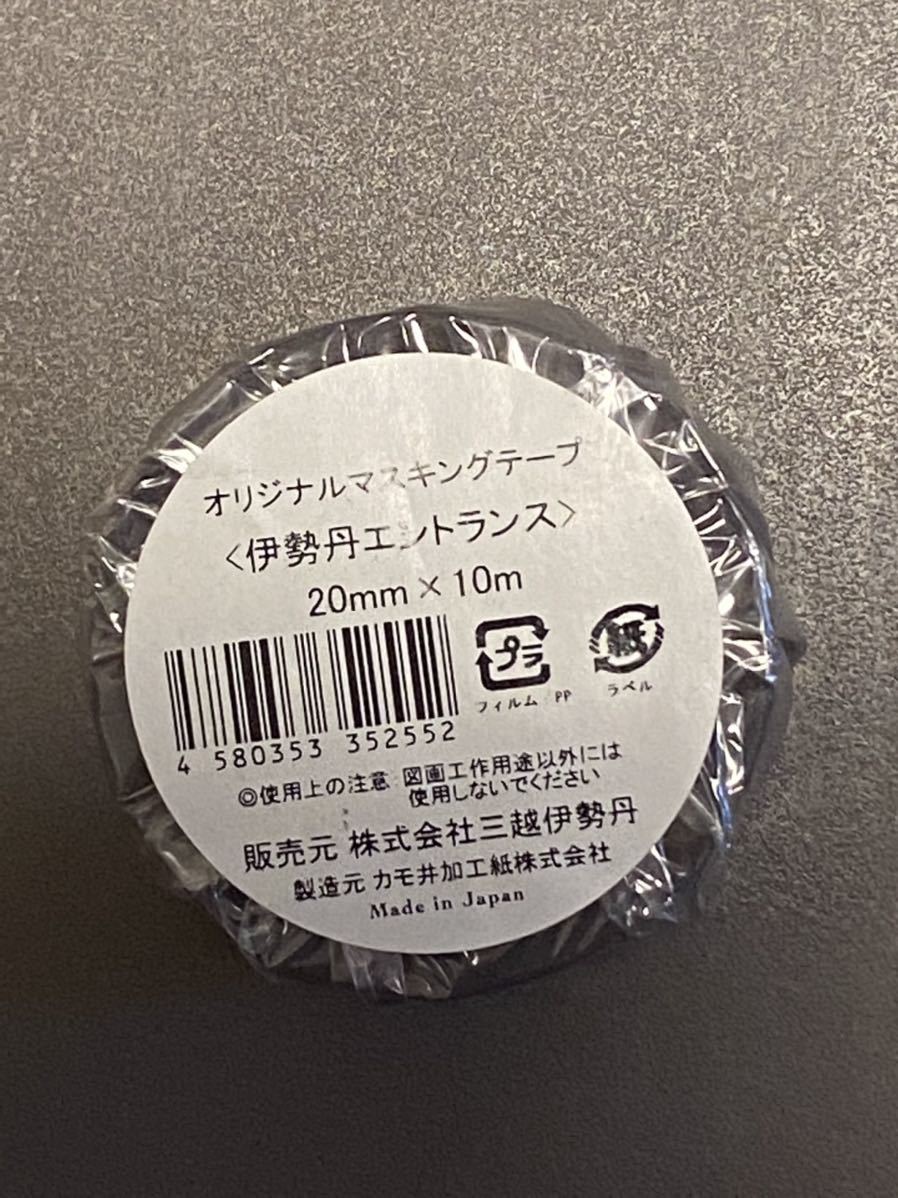 オリジナルマスキングテープ
<伊勢丹エントランス>
20mm×10m
プラ
紙
フィルム PP
ラベル
4 580353 352552
◎使用上の注意 図画工作用途以外には
使用しないでください
販売元 株式会社三越伊勢丹
製造元 カモ井加工紙株式会社
Made in Japan